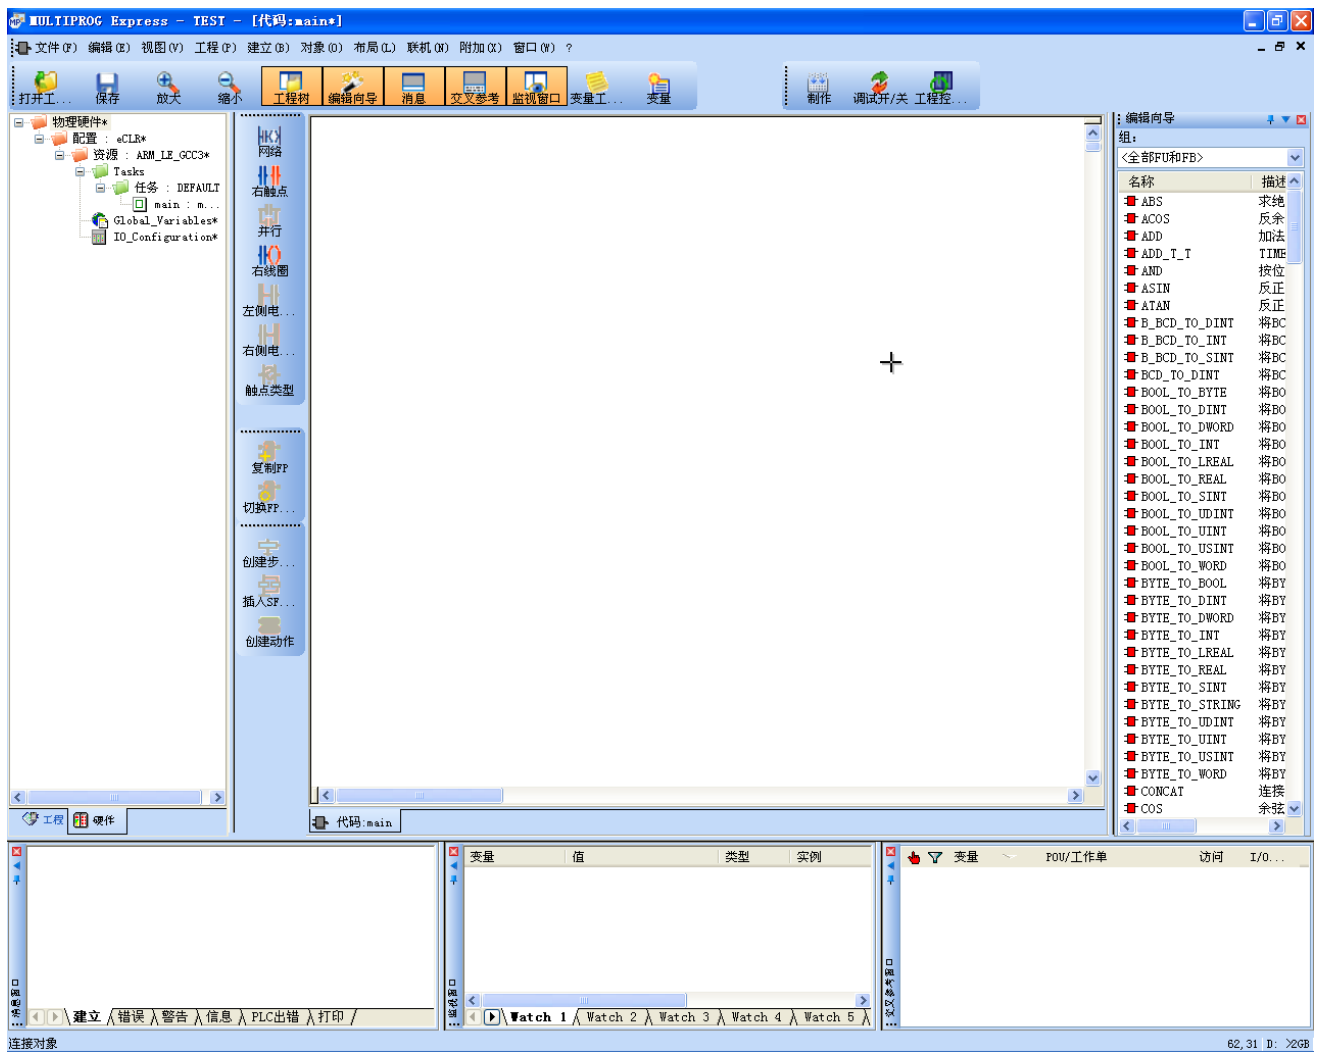 MULTIPROG Express - TEST - [代码:main*]
文件(F) 编辑(E) 视图(V) 工程(P) 建立(B) 对象(O) 布局(L) 联机(N) 附加(X) 窗口(W) ?
打开工... 保存 放大 缩小 工程树 编辑向导 消息 交叉参考 监视窗口 变量工... 变量 制作 调试开/关 工程控...
物理硬件*
配置 : eCLR*
资源 : ARM_LE_GCC3*
Tasks
任务 : DEFAULT
main : m...
Global_Variables*
IO_Configuration*
工程 硬件
网络
右触点
并行
右线圈
左侧电...
右侧电...
触点类型
复制FP
切换FP...
创建步...
插入SF...
创建动作
代码:main
编辑向导
组:
<全部FU和FB>
名称 描述
ABS 求绝
ACOS 反余
ADD 加法
ADD_T_T TIME
AND 按位
ASIN 反正
ATAN 反正
B_BCD_TO_DINT 将BC
B_BCD_TO_INT 将BC
B_BCD_TO_SINT 将BC
BCD_TO_DINT 将BC
BOOL_TO_BYTE 将BO
BOOL_TO_DINT 将BO
BOOL_TO_DWORD 将BO
BOOL_TO_INT 将BO
BOOL_TO_LREAL 将BO
BOOL_TO_REAL 将BO
BOOL_TO_SINT 将BO
BOOL_TO_UDINT 将BO
BOOL_TO_UINT 将BO
BOOL_TO_USINT 将BO
BOOL_TO_WORD 将BO
BYTE_TO_BOOL 将BY
BYTE_TO_DINT 将BY
BYTE_TO_DWORD 将BY
BYTE_TO_INT 将BY
BYTE_TO_LREAL 将BY
BYTE_TO_REAL 将BY
BYTE_TO_SINT 将BY
BYTE_TO_STRING 将BY
BYTE_TO_UDINT 将BY
BYTE_TO_UINT 将BY
BYTE_TO_USINT 将BY
BYTE_TO_WORD 将BY
CONCAT 连接
COS 余弦
消息窗口
建立 错误 警告 信息 PLC出错 打印
变量 值 类型 实例
监视窗口
Watch 1 Watch 2 Watch 3 Watch 4 Watch 5
变量 POU/工作单 访问 I/O...
交叉参考窗口
连接对象
62,31 D: >2GB